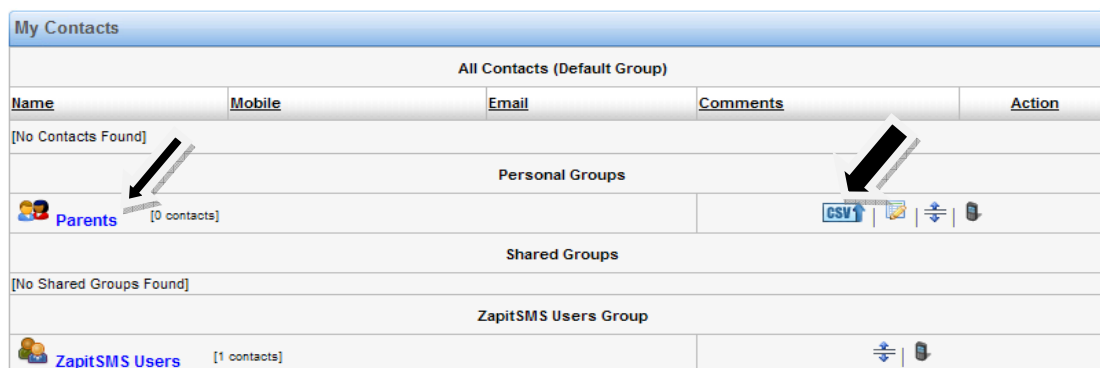 My Contacts
All Contacts (Default Group)
Name Mobile Email Comments Action
[No Contacts Found]
Personal Groups
Parents [0 contacts] CSV | | |
Shared Groups
[No Shared Groups Found]
ZapitSMS Users Group
ZapitSMS Users [1 contacts] |